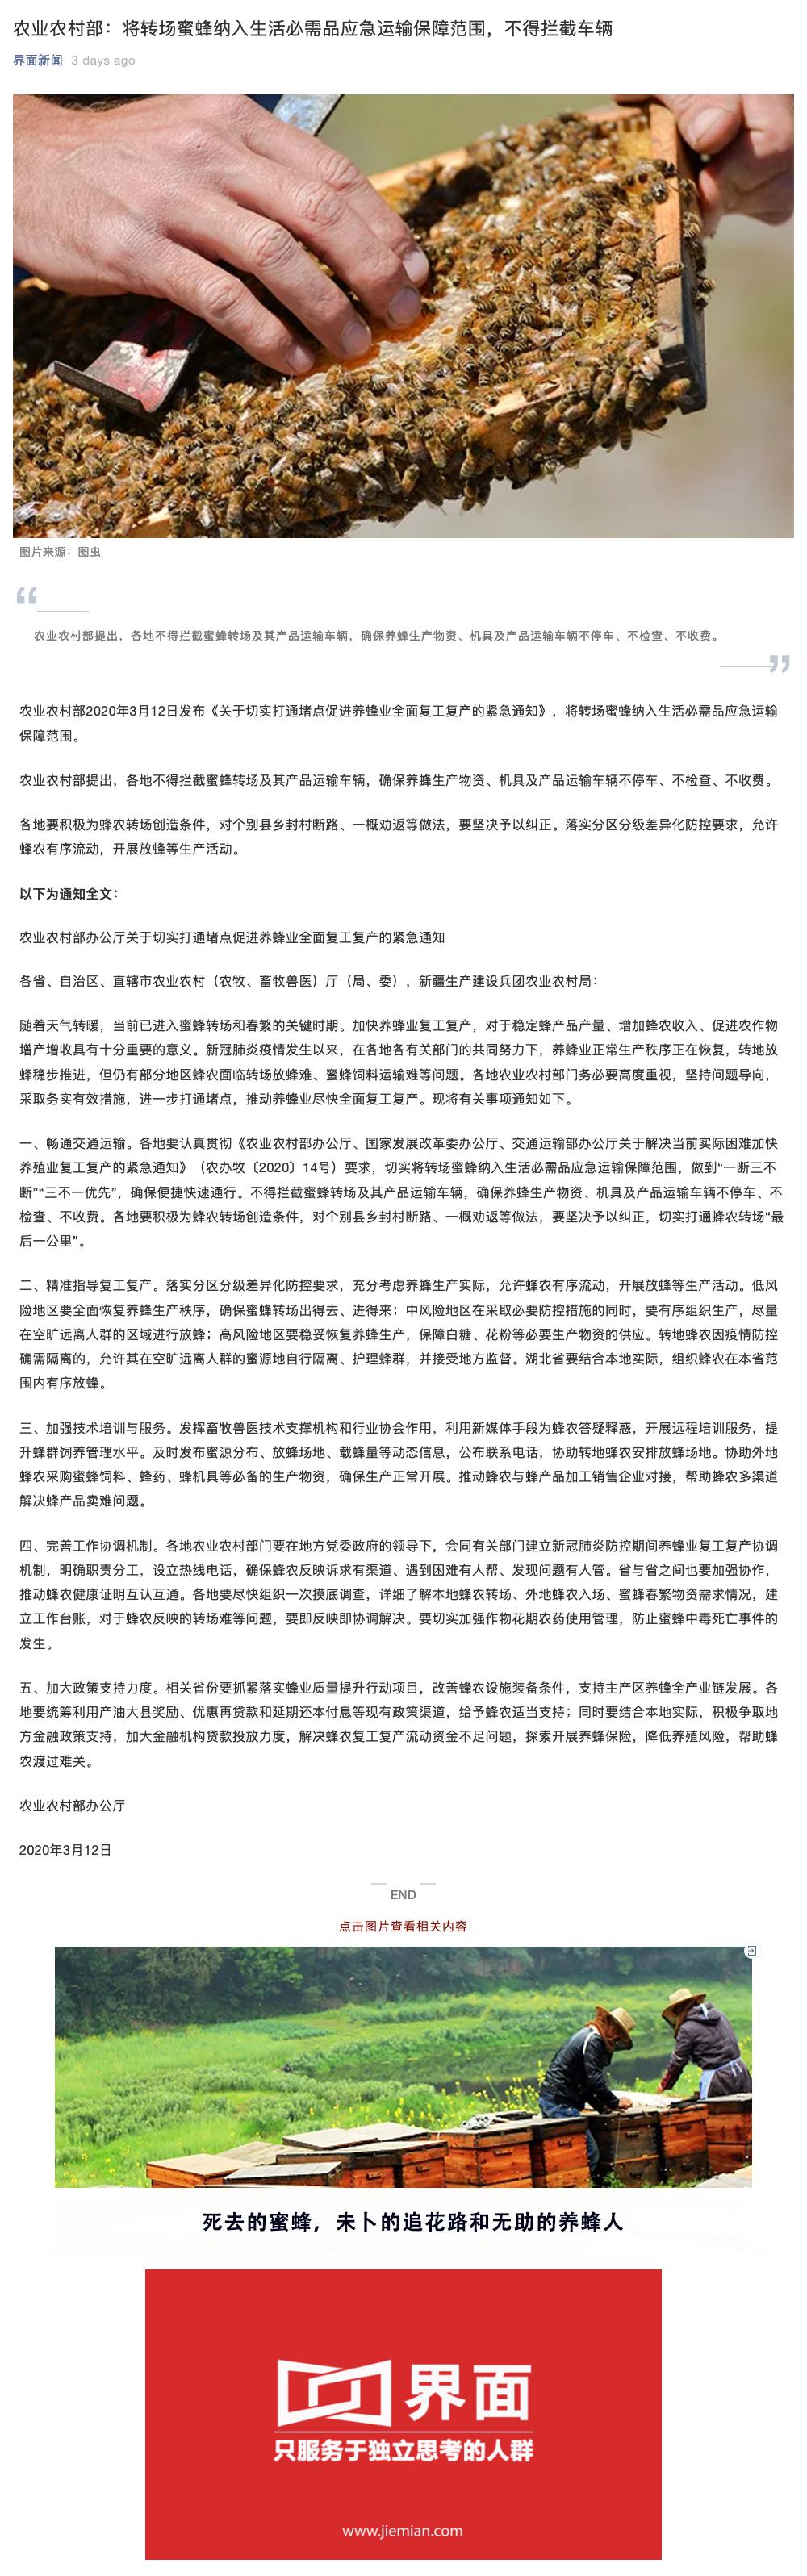 农业农村部：将转场蜜蜂纳入生活必需品应急运输保障范围，不得拦截车辆
界面新闻 3 days ago
图片来源：图虫
“
农业农村部提出，各地不得拦截蜜蜂转场及其产品运输车辆，确保养蜂生产物资、机具及产品运输车辆不停车、不检查、不收费。
”
农业农村部2020年3月12日发布《关于切实打通堵点促进养蜂业全面复工复产的紧急通知》，将转场蜜蜂纳入生活必需品应急运输
保障范围。
农业农村部提出，各地不得拦截蜜蜂转场及其产品运输车辆，确保养蜂生产物资、机具及产品运输车辆不停车、不检查、不收费。
各地要积极为蜂农转场创造条件，对个别县乡封村断路、一概劝返等做法，要坚决予以纠正。落实分区分级差异化防控要求，允许
蜂农有序流动，开展放蜂等生产活动。
以下为通知全文：
农业农村部办公厅关于切实打通堵点促进养蜂业全面复工复产的紧急通知
各省、自治区、直辖市农业农村（农牧、畜牧兽医）厅（局、委），新疆生产建设兵团农业农村局：
随着天气转暖，当前已进入蜜蜂转场和春繁的关键时期。加快养蜂业复工复产，对于稳定蜂产品产量、增加蜂农收入、促进农作物
增产增收具有十分重要的意义。新冠肺炎疫情发生以来，在各地各有关部门的共同努力下，养蜂业正常生产秩序正在恢复，转地放
蜂稳步推进，但仍有部分地区蜂农面临转场放蜂难、蜜蜂饲料运输难等问题。各地农业农村部门务必要高度重视，坚持问题导向，
采取务实有效措施，进一步打通堵点，推动养蜂业尽快全面复工复产。现将有关事项通知如下。
一、畅通交通运输。各地要认真贯彻《农业农村部办公厅、国家发展改革委办公厅、交通运输部办公厅关于解决当前实际困难加快
养殖业复工复产的紧急通知》（农办牧〔2020〕14号）要求，切实将转场蜜蜂纳入生活必需品应急运输保障范围，做到“一断三不
断”“三不一优先”，确保便捷快速通行。不得拦截蜜蜂转场及其产品运输车辆，确保养蜂生产物资、机具及产品运输车辆不停车、不
检查、不收费。各地要积极为蜂农转场创造条件，对个别县乡封村断路、一概劝返等做法，要坚决予以纠正，切实打通蜂农转场“最
后一公里”。
二、精准指导复工复产。落实分区分级差异化防控要求，充分考虑养蜂生产实际，允许蜂农有序流动，开展放蜂等生产活动。低风
险地区要全面恢复养蜂生产秩序，确保蜜蜂转场出得去、进得来；中风险地区在采取必要防控措施的同时，要有序组织生产，尽量
在空旷远离人群的区域进行放蜂；高风险地区要稳妥恢复养蜂生产，保障白糖、花粉等必要生产物资的供应。转地蜂农因疫情防控
确需隔离的，允许其在空旷远离人群的蜜源地自行隔离、护理蜂群，并接受地方监督。湖北省要结合本地实际，组织蜂农在本省范
围内有序放蜂。
三、加强技术培训与服务。发挥畜牧兽医技术支撑机构和行业协会作用，利用新媒体手段为蜂农答疑释惑，开展远程培训服务，提
升蜂群饲养管理水平。及时发布蜜源分布、放蜂场地、载蜂量等动态信息，公布联系电话，协助转地蜂农安排放蜂场地。协助外地
蜂农采购蜜蜂饲料、蜂药、蜂机具等必备的生产物资，确保生产正常开展。推动蜂农与蜂产品加工销售企业对接，帮助蜂农多渠道
解决蜂产品卖难问题。
四、完善工作协调机制。各地农业农村部门要在地方党委政府的领导下，会同有关部门建立新冠肺炎防控期间养蜂业复工复产协调
机制，明确职责分工，设立热线电话，确保蜂农反映诉求有渠道、遇到困难有人帮、发现问题有人管。省与省之间也要加强协作，
推动蜂农健康证明互认互通。各地要尽快组织一次摸底调查，详细了解本地蜂农转场、外地蜂农入场、蜜蜂春繁物资需求情况，建
立工作台账，对于蜂农反映的转场难等问题，要即反映即协调解决。要切实加强作物花期农药使用管理，防止蜜蜂中毒死亡事件的
发生。
五、加大政策支持力度。相关省份要抓紧落实蜂业质量提升行动项目，改善蜂农设施装备条件，支持主产区养蜂全产业链发展。各
地要统筹利用产油大县奖励、优惠再贷款和延期还本付息等现有政策渠道，给予蜂农适当支持；同时要结合本地实际，积极争取地
方金融政策支持，加大金融机构贷款投放力度，解决蜂农复工复产流动资金不足问题，探索开展养蜂保险，降低养殖风险，帮助蜂
农渡过难关。
农业农村部办公厅
2020年3月12日
END
点击图片查看相关内容
死去的蜜蜂，未卜的追花路和无助的养蜂人
界面
只服务于独立思考的人群
www.jiemian.com